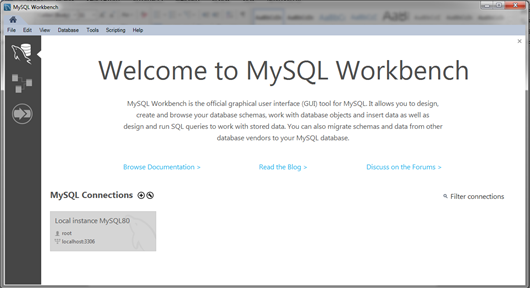 MySQL Workbench
File Edit View Database Tools Scripting Help
Welcome to MySQL Workbench
MySQL Workbench is the official graphical user interface (GUI) tool for MySQL. It allows you to design,
create and browse your database schemas, work with database objects and insert data as well as
design and run SQL queries to work with stored data. You can also migrate schemas and data from other
database vendors to your MySQL database.
Browse Documentation > Read the Blog > Discuss on the Forums >
MySQL Connections Filter connections
Local instance MySQL80
root
localhost:3306